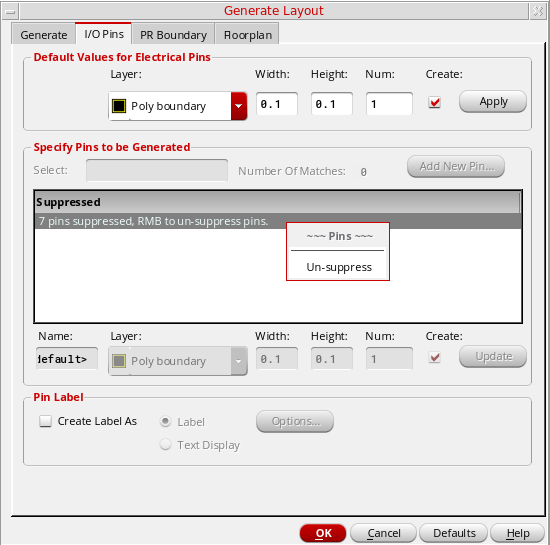 Generate Layout
Generate I/O Pins PR Boundary Floorplan
Default Values for Electrical Pins
Layer: Width: Height: Num: Create:
Poly boundary 0.1 0.1 1 Apply
Specify Pins to be Generated
Select: Number Of Matches: 0 Add New Pin...
Suppressed
7 pins suppressed, RMB to un-suppress pins.
~~~ Pins ~~~
Un-suppress
Name: Layer: Width: Height: Num: Create:
default> Poly boundary 0.1 0.1 1 Update
Pin Label
Create Label As Label Options...
Text Display
OK Cancel Defaults Help